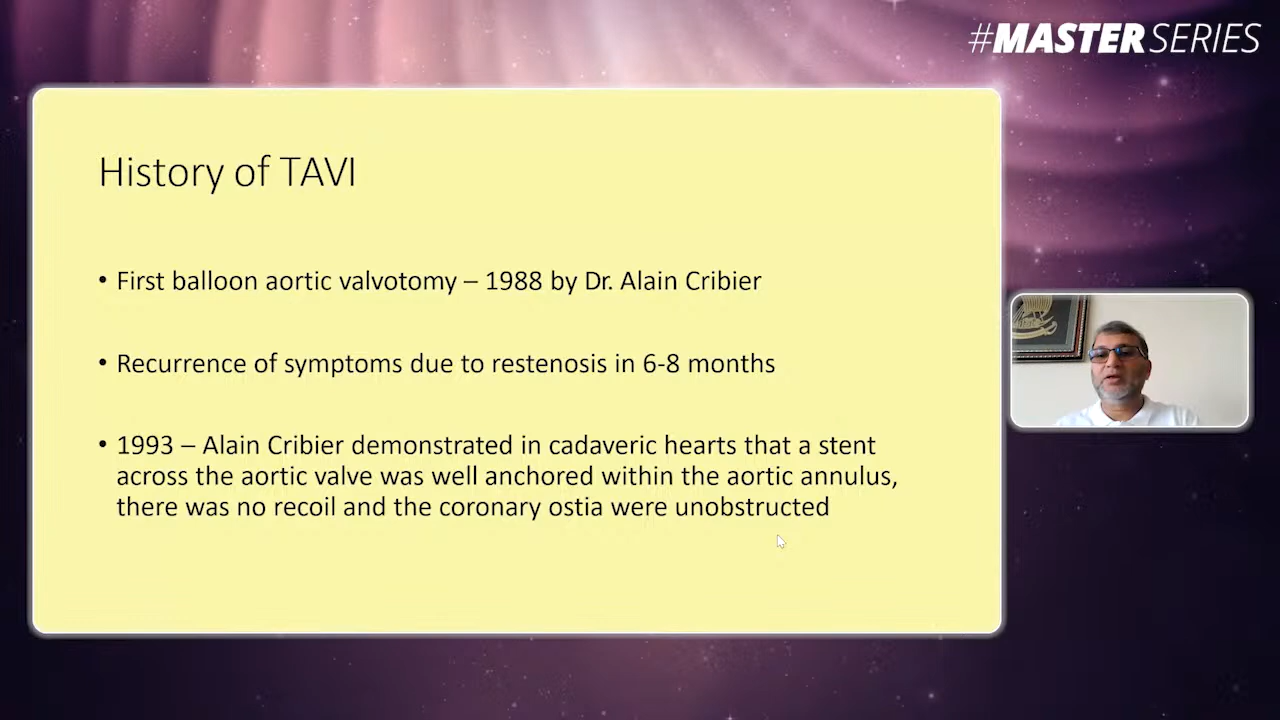 #MASTERSERIES
History of TAVI
• First balloon aortic valvotomy – 1988 by Dr. Alain Cribier
• Recurrence of symptoms due to restenosis in 6-8 months
• 1993 – Alain Cribier demonstrated in cadaveric hearts that a stent
across the aortic valve was well anchored within the aortic annulus,
there was no recoil and the coronary ostia were unobstructed